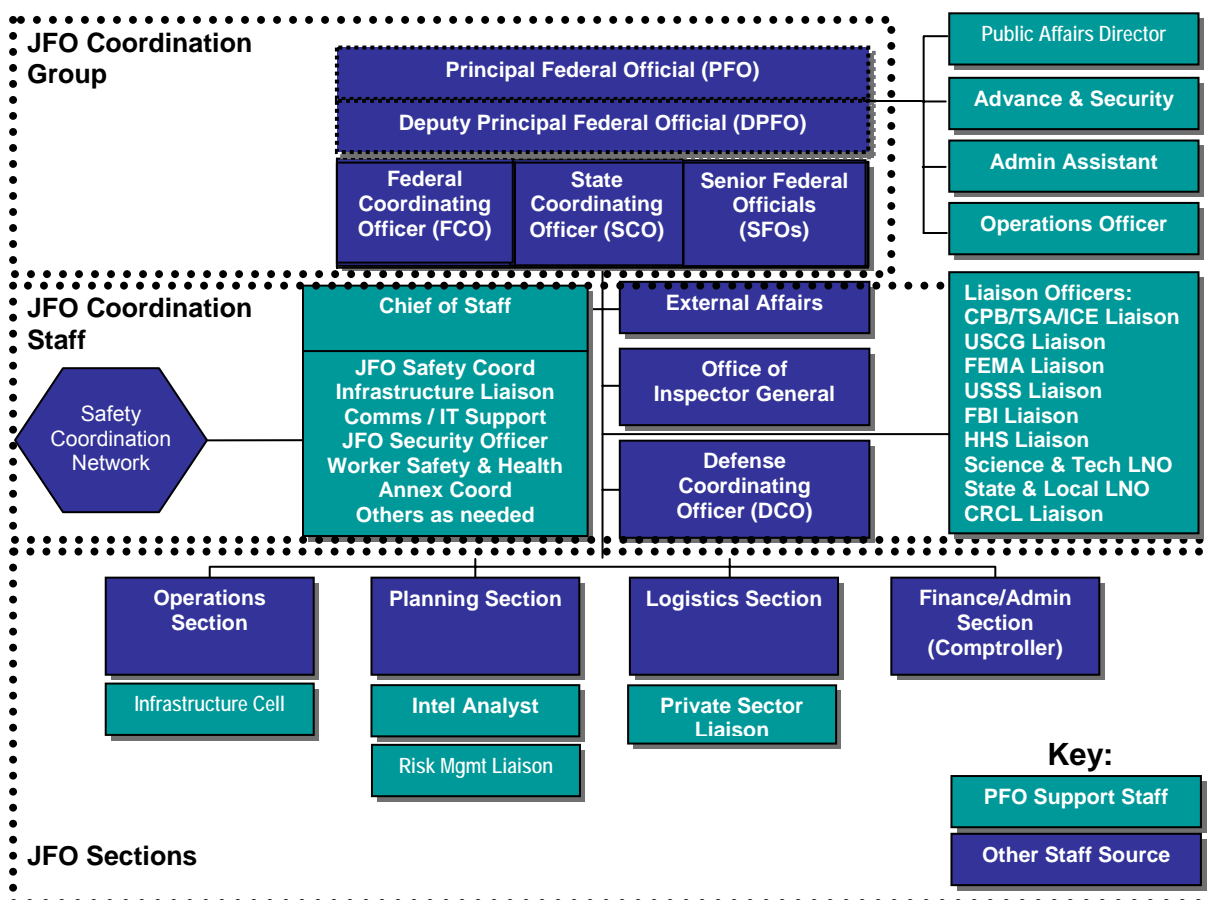 JFO Coordination
Group
Principal Federal Official (PFO)
Deputy Principal Federal Official (DPFO)
Federal
Coordinating
Officer (FCO)
State
Coordinating
Officer (SCO)
Senior Federal
Officials
(SFOs)
Public Affairs Director
Advance & Security
Admin Assistant
Operations Officer
JFO Coordination
Staff
Safety
Coordination
Network
Chief of Staff
JFO Safety Coord
Infrastructure Liaison
Comms / IT Support
JFO Security Officer
Worker Safety & Health
Annex Coord
Others as needed
External Affairs
Office of
Inspector General
Defense
Coordinating
Officer (DCO)
Liaison Officers:
CPB/TSA/ICE Liaison
USCG Liaison
FEMA Liaison
USSS Liaison
FBI Liaison
HHS Liaison
Science & Tech LNO
State & Local LNO
CRCL Liaison
Operations
Section
Infrastructure Cell
Planning Section
Intel Analyst
Risk Mgmt Liaison
Logistics Section
Private Sector
Liaison
Finance/Admin
Section
(Comptroller)
Key:
PFO Support Staff
Other Staff Source
JFO Sections